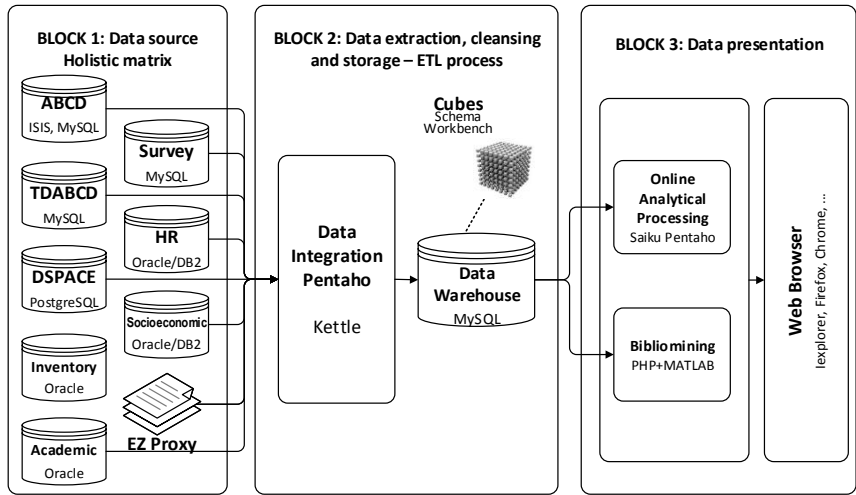 BLOCK 1: Data source
Holistic matrix
ABCD
ISIS, MySQL
Survey
MySQL
TDABCD
MySQL
HR
Oracle/DB2
DSPACE
PostgreSQL
Socioeconomic
Oracle/DB2
Inventory
Oracle
EZ Proxy
Academic
Oracle
BLOCK 2: Data extraction, cleansing
and storage – ETL process
Cubes
Schema
Workbench
Data
Integration
Pentaho
Kettle
Data
Warehouse
MySQL
BLOCK 3: Data presentation
Online
Analytical
Processing
Saiku Pentaho
Bibliomining
PHP+MATLAB
Web Browser
Iexplorer, Firefox, Chrome, ...